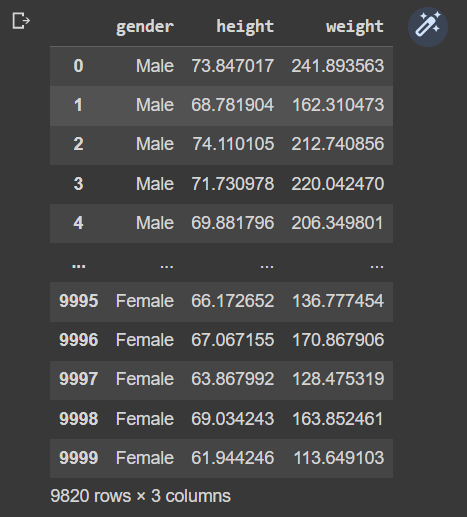 gender height weight
0 Male 73.847017 241.893563
1 Male 68.781904 162.310473
2 Male 74.110105 212.740856
3 Male 71.730978 220.042470
4 Male 69.881796 206.349801
... ... ... ...
9995 Female 66.172652 136.777454
9996 Female 67.067155 170.867906
9997 Female 63.867992 128.475319
9998 Female 69.034243 163.852461
9999 Female 61.944246 113.649103
9820 rows × 3 columns